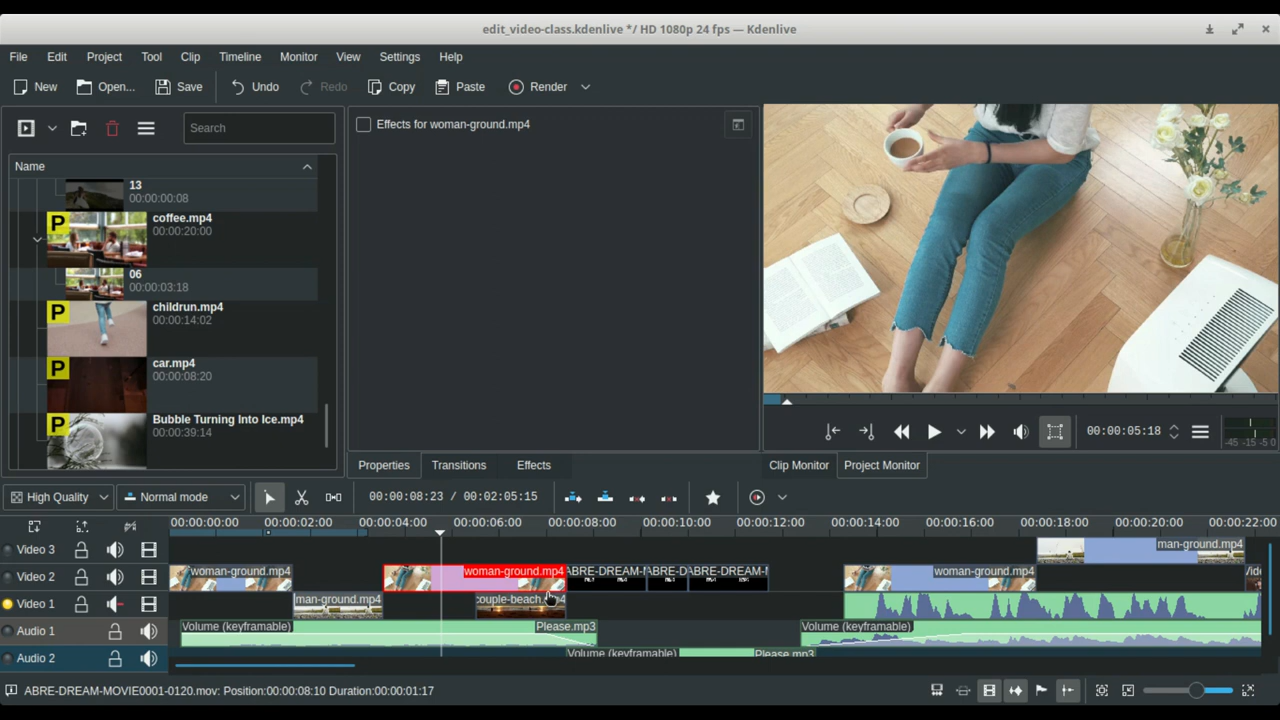 edit_video-class.kdenlive */ HD 1080p 24 fps — Kdenlive
File Edit Project Tool Clip Timeline Monitor View Settings Help
New Open... Save Undo Redo Copy Paste Render
Search
Effects for woman-ground.mp4
Name
13
00:00:00:08
P coffee.mp4
00:00:20:00
06
00:00:03:18
P childrun.mp4
00:00:14:02
P car.mp4
00:00:08:20
P Bubble Turning Into Ice.mp4
00:00:39:14
00:00:05:18
-45 -15 -5 0
Properties Transitions Effects
Clip Monitor Project Monitor
High Quality Normal mode 00:00:08:23 / 00:02:05:15
00:00:00:00 00:00:02:00 00:00:04:00 00:00:06:00 00:00:08:00 00:00:10:00 00:00:12:00 00:00:14:00 00:00:16:00 00:00:18:00 00:00:20:00 00:00:22:00
Video 3 man-ground.mp4
Video 2 woman-ground.mp4 woman-ground.mp4 ABRE-DREAM- ABRE-D ABRE-DREAM- woman-ground.mp4
Video 1 man-ground.mp4 couple-beach.
Audio 1 Volume (keyframable) Please.mp3 Volume (keyframable)
Audio 2 Volume (keyframable) Please.mp3
ABRE-DREAM-MOVIE0001-0120.mov: Position:00:00:08:10 Duration:00:00:01:17